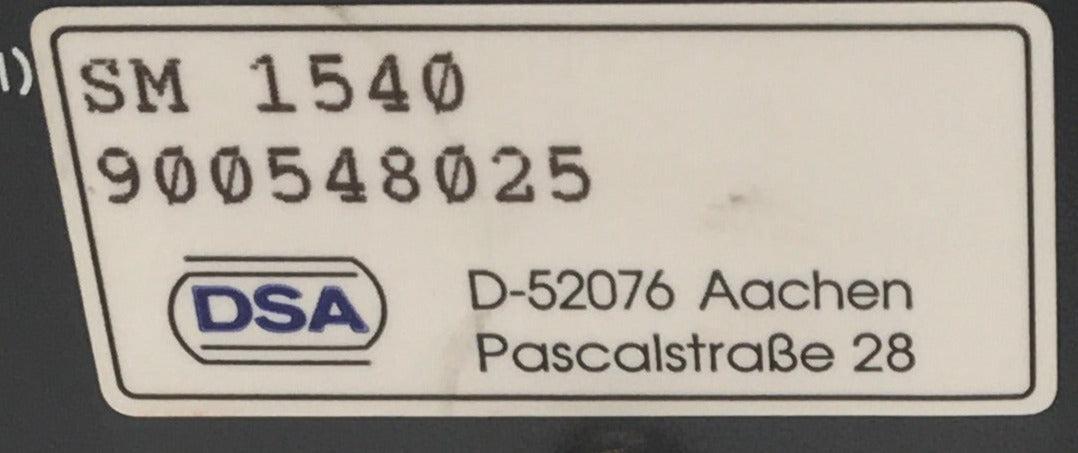 SM 1540
900548025
DSA
D-52076 Aachen
Pascalstraße 28